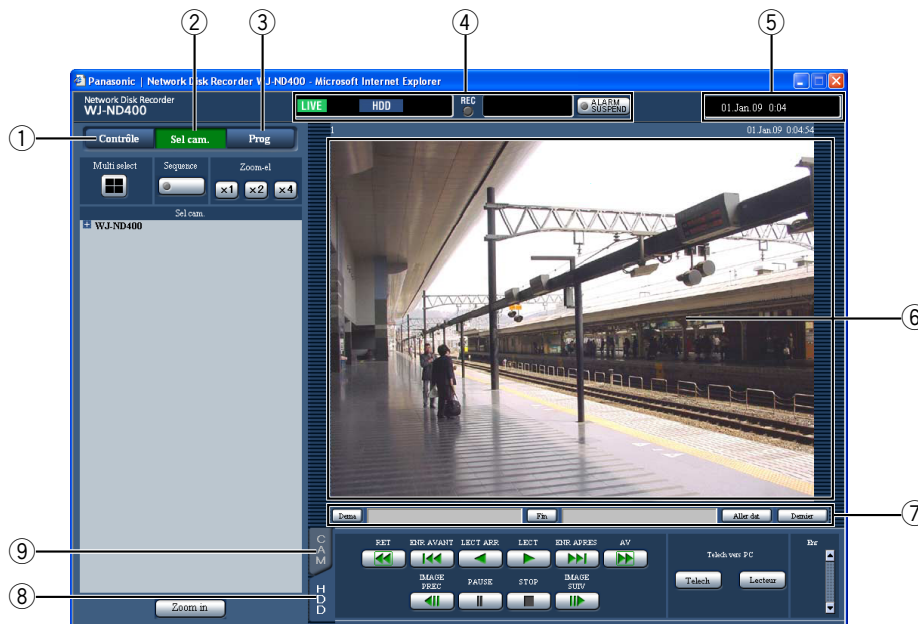 ② ③ ④ ⑤
Panasonic | Network Disk Recorder WJ-ND400 - Microsoft Internet Explorer
Network Disk Recorder
WJ-ND400
LIVE HDD REC ALARM SUSPEND
01.Jan.09 0:04
① Contrôle Sel cam. Prog
1 01.Jan.09 0:04:54
Multi select Sequence Zoom-el
x1 x2 x4
Sel cam.
WJ-ND400
⑥
Dema Fin Aller dat Dernier ⑦
⑨ CAM
RET ENR AVANT LECT ARR LECT ENR APRES AV
Telech vers PC Enr
IMAGE PREC PAUSE STOP IMAGE SUIV
Telech Lecteur
⑧ HDD
Zoom in